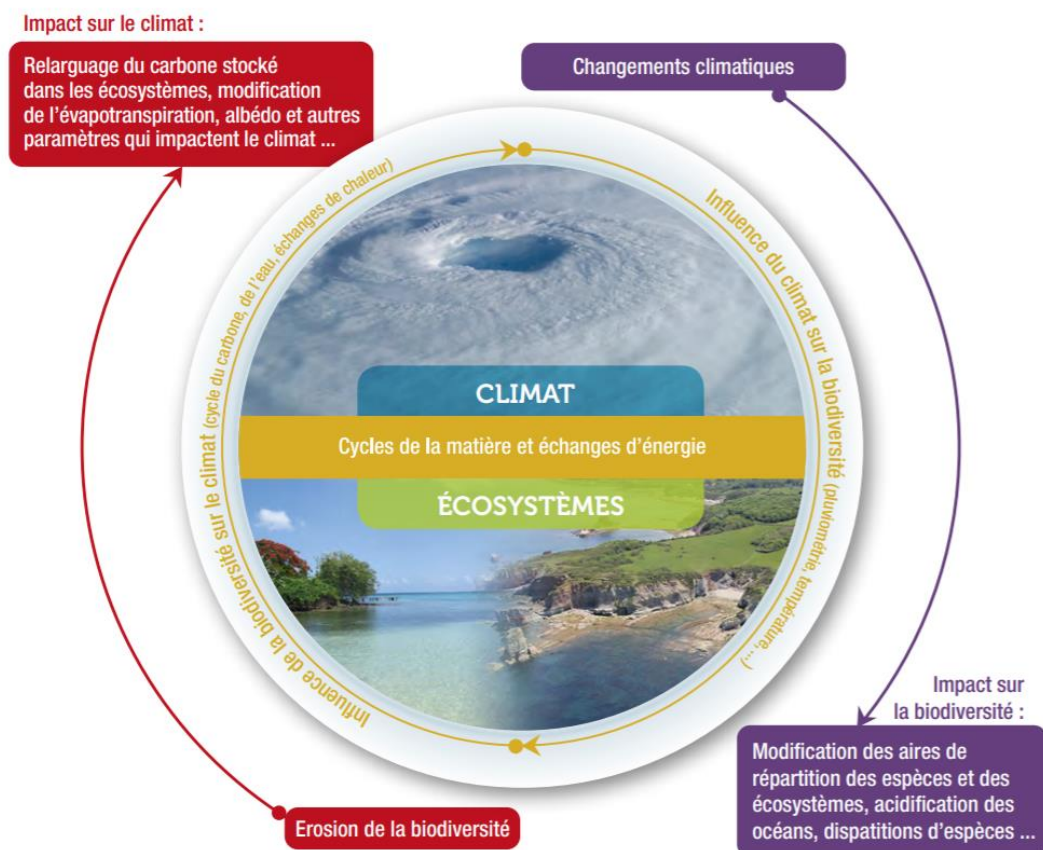 Impact sur le climat :
Relarguage du carbone stocké
dans les écosystèmes, modification
de l'évapotranspiration, albédo et autres
paramètres qui impactent le climat ...
Changements climatiques
Influence de la biodiversité sur le climat (cycle du carbone, de l'eau, échanges de chaleur)
Influence du climat sur la biodiversité (pluviométrie, température,...)
CLIMAT
Cycles de la matière et échanges d'énergie
ÉCOSYSTÈMES
Impact sur
la biodiversité :
Modification des aires de
répartition des espèces et des
écosystèmes, acidification des
océans, dispatitions d'espèces ...
Erosion de la biodiversité